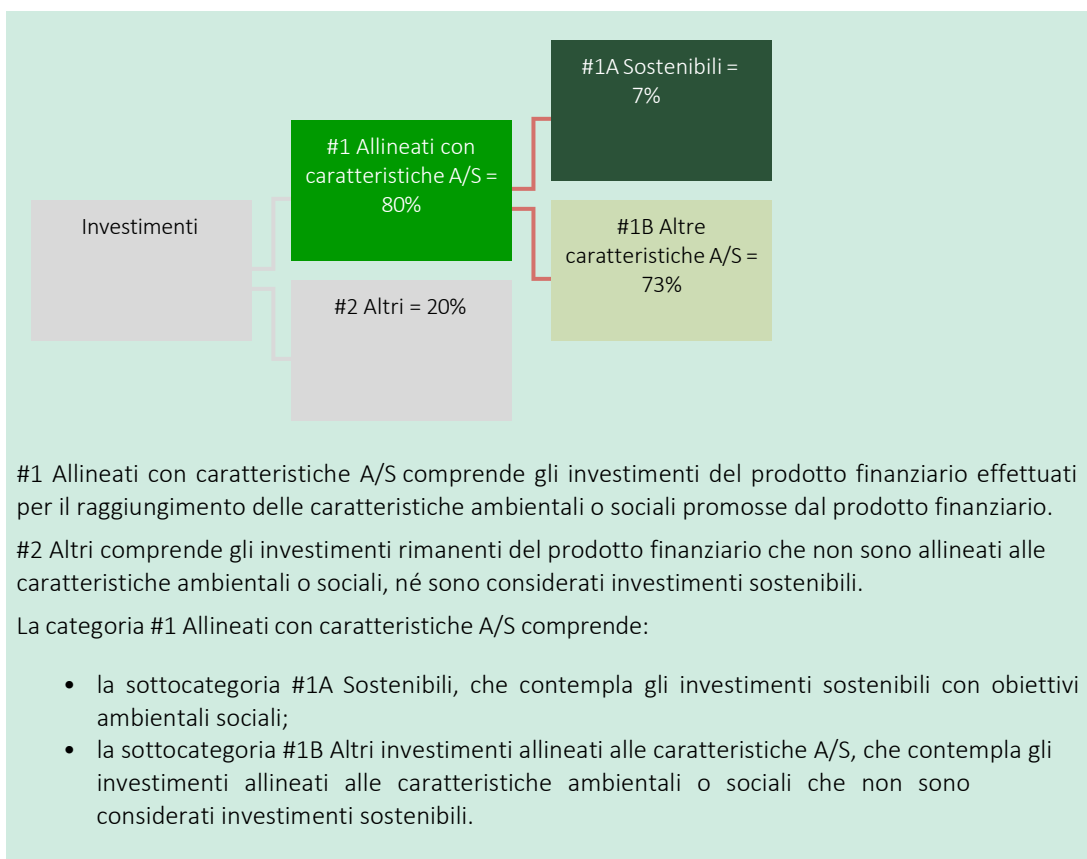 #1A Sostenibili =
7%
#1 Allineati con
caratteristiche A/S =
80%
Investimenti
#1B Altre
caratteristiche A/S =
73%
#2 Altri = 20%
#1 Allineati con caratteristiche A/S comprende gli investimenti del prodotto finanziario effettuati
per il raggiungimento delle caratteristiche ambientali o sociali promosse dal prodotto finanziario.
#2 Altri comprende gli investimenti rimanenti del prodotto finanziario che non sono allineati alle
caratteristiche ambientali o sociali, né sono considerati investimenti sostenibili.
La categoria #1 Allineati con caratteristiche A/S comprende:
• la sottocategoria #1A Sostenibili, che contempla gli investimenti sostenibili con obiettivi
ambientali sociali;
• la sottocategoria #1B Altri investimenti allineati alle caratteristiche A/S, che contempla gli
investimenti allineati alle caratteristiche ambientali o sociali che non sono
considerati investimenti sostenibili.